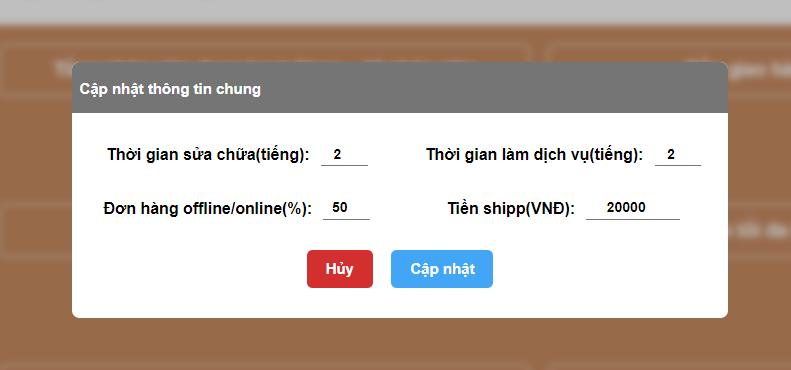 Cập nhật thông tin chung
Thời gian sửa chữa(tiếng): 2 Thời gian làm dịch vụ(tiếng): 2
Đơn hàng offline/online(%): 50 Tiền shipp(VNĐ): 20000
Hủy Cập nhật